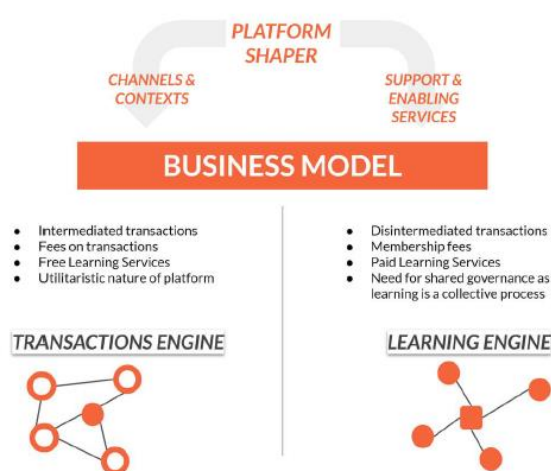 PLATFORM
SHAPER
CHANNELS &
CONTEXTS
SUPPORT &
ENABLING
SERVICES
BUSINESS MODEL
● Intermediated transactions
● Fees on transactions
● Free Learning Services
● Utilitaristic nature of platform
● Disintermediated transactions
● Membership fees
● Paid Learning Services
● Need for shared governance as
learning is a collective process
TRANSACTIONS ENGINE
LEARNING ENGINE